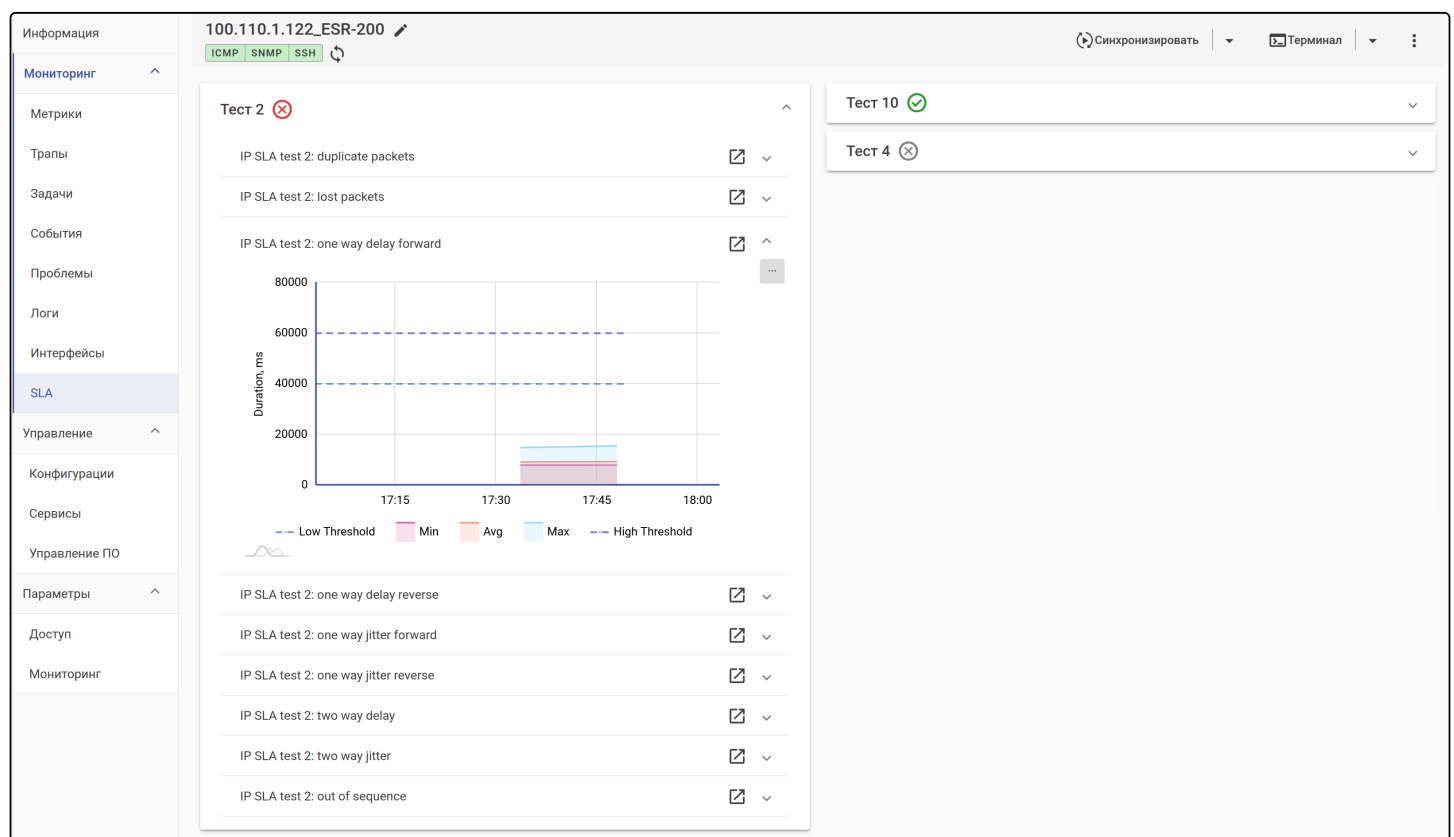 Информация
Мониторинг
Метрики
Трапы
Задачи
События
Проблемы
Логи
Интерфейсы
SLA
Управление
Конфигурации
Сервисы
Управление ПО
Параметры
Доступ
Мониторинг
100.110.1.122_ESR-200
ICMP SNMP SSH
Синхронизировать
Терминал
Тест 2
IP SLA test 2: duplicate packets
IP SLA test 2: lost packets
IP SLA test 2: one way delay forward
...
80000
60000
40000
20000
0
Duration, ms
17:15 17:30 17:45 18:00
Low Threshold Min Avg Max High Threshold
IP SLA test 2: one way delay reverse
IP SLA test 2: one way jitter forward
IP SLA test 2: one way jitter reverse
IP SLA test 2: two way delay
IP SLA test 2: two way jitter
IP SLA test 2: out of sequence
Тест 10
Тест 4